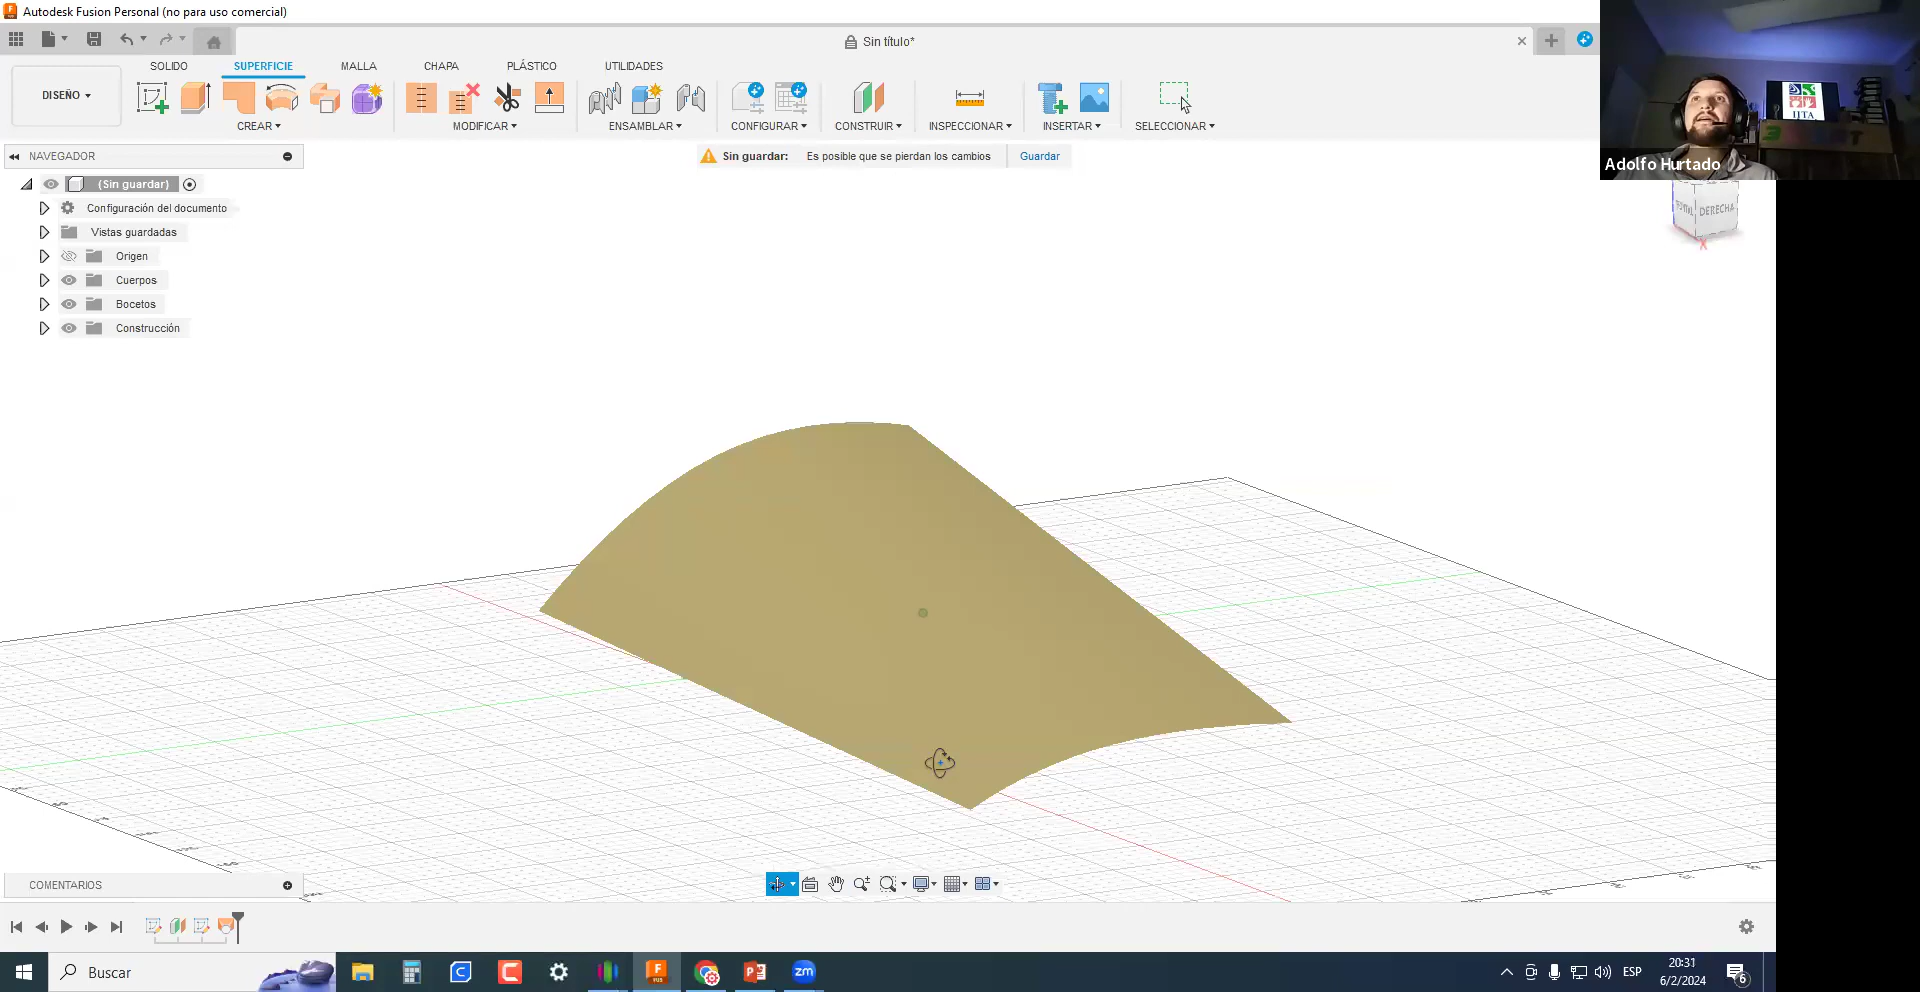 Autodesk Fusion Personal (no para uso comercial)
Sin título*
SOLIDO
SUPERFICIE
MALLA
CHAPA
PLÁSTICO
UTILIDADES
DISEÑO
CREAR
MODIFICAR
ENSAMBLAR
CONFIGURAR
CONSTRUIR
INSPECCIONAR
INSERTAR
SELECCIONAR
IJTA
Adolfo Hurtado
NAVEGADOR
Sin guardar: Es posible que se pierdan los cambios Guardar
(Sin guardar)
Configuración del documento
Vistas guardadas
Origen
Cuerpos
Bocetos
Construcción
DERECHA
X
COMENTARIOS
Buscar
ESP
20:31
6/2/2024
6